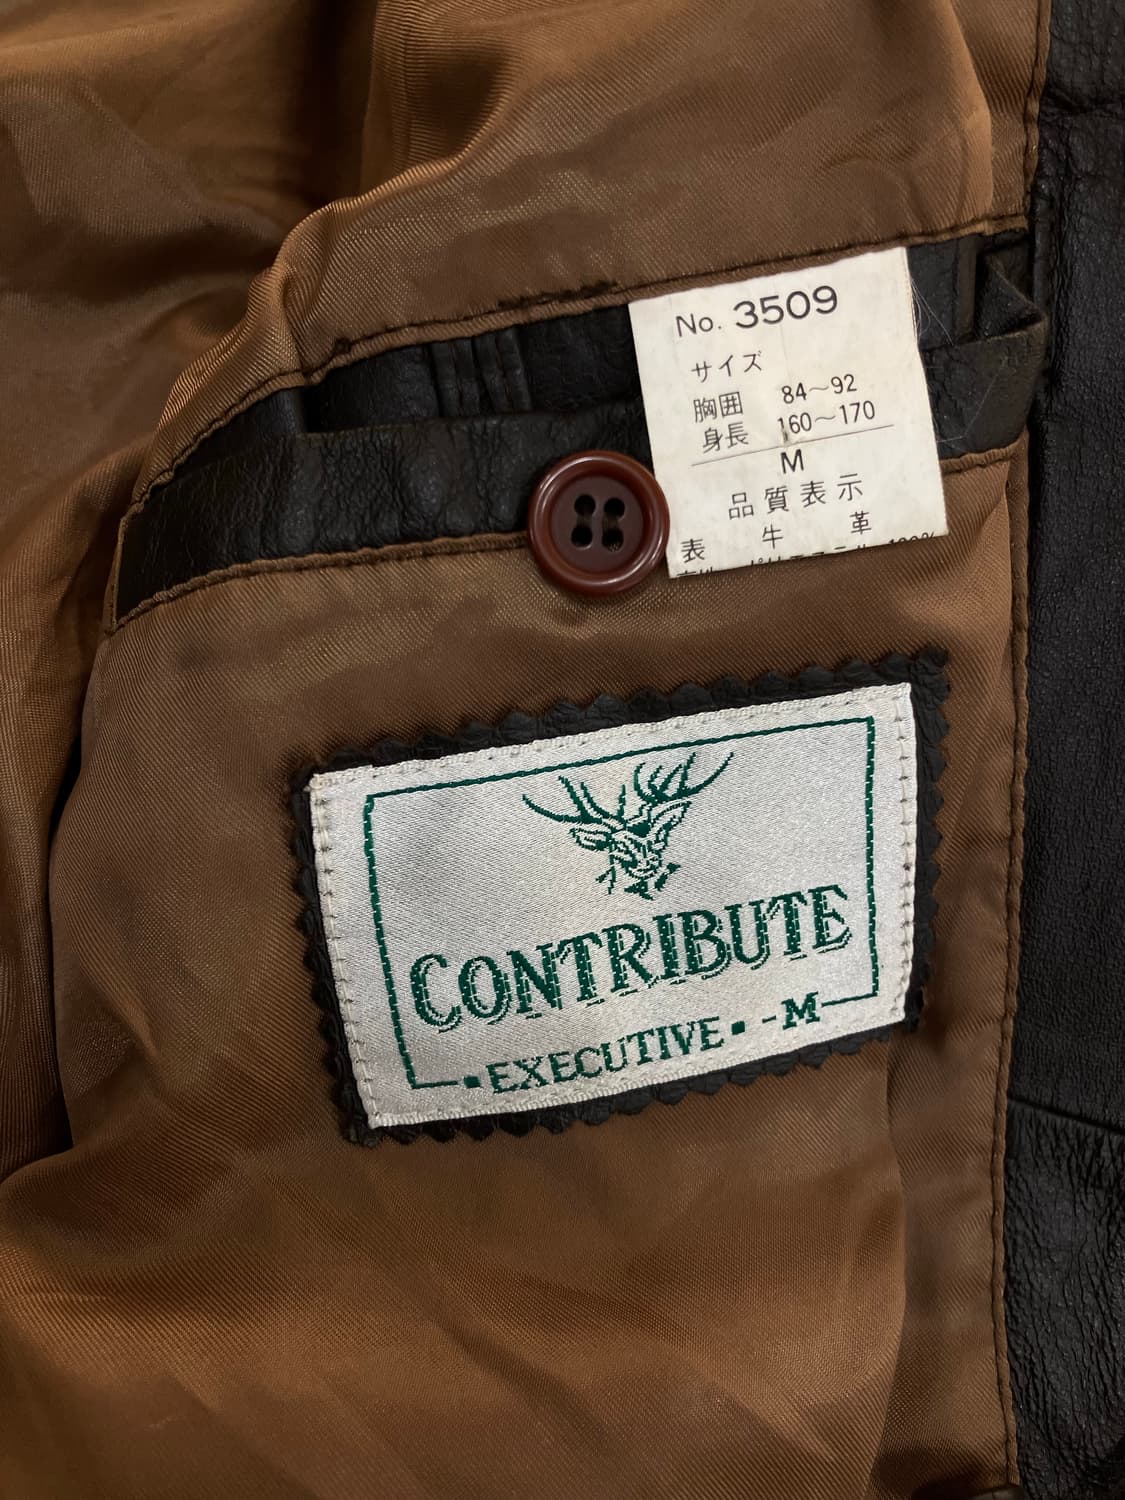 No. 3509
サイズ
胸囲 84～92
身長 160～170
M
品質表示
表 牛革
100%
CONTRIBUTE
▪EXECUTIVE▪-M